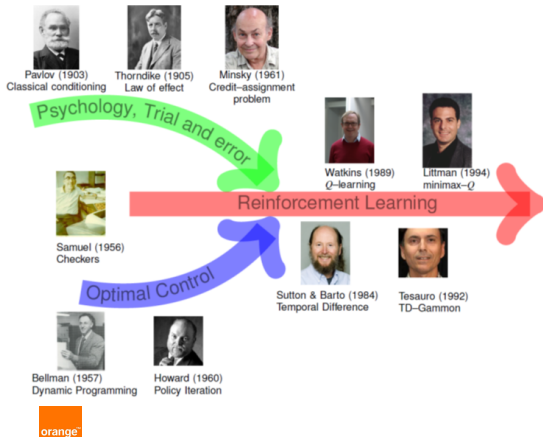 Pavlov (1903)
Classical conditioning
Thorndike (1905)
Law of effect
Minsky (1961)
Credit–assignment
problem
Psychology, Trial and error
Watkins (1989)
Q–learning
Littman (1994)
minimax–Q
Reinforcement Learning
Samuel (1956)
Checkers
Optimal Control
Sutton & Barto (1984)
Temporal Difference
Tesauro (1992)
TD–Gammon
Bellman (1957)
Dynamic Programming
Howard (1960)
Policy Iteration
orange™